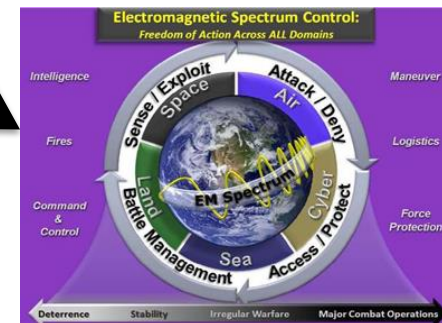 Electromagnetic Spectrum Control:
Freedom of Action Across ALL Domains
Intelligence
Fires
Command
&
Control
Sense / Exploit
Attack / Deny
Battle Management
Access / Protect
Space
Air
Land
Cyber
Sea
EM Spectrum
Maneuver
Logistics
Force
Protection
Deterrence Stability Irregular Warfare Major Combat Operations